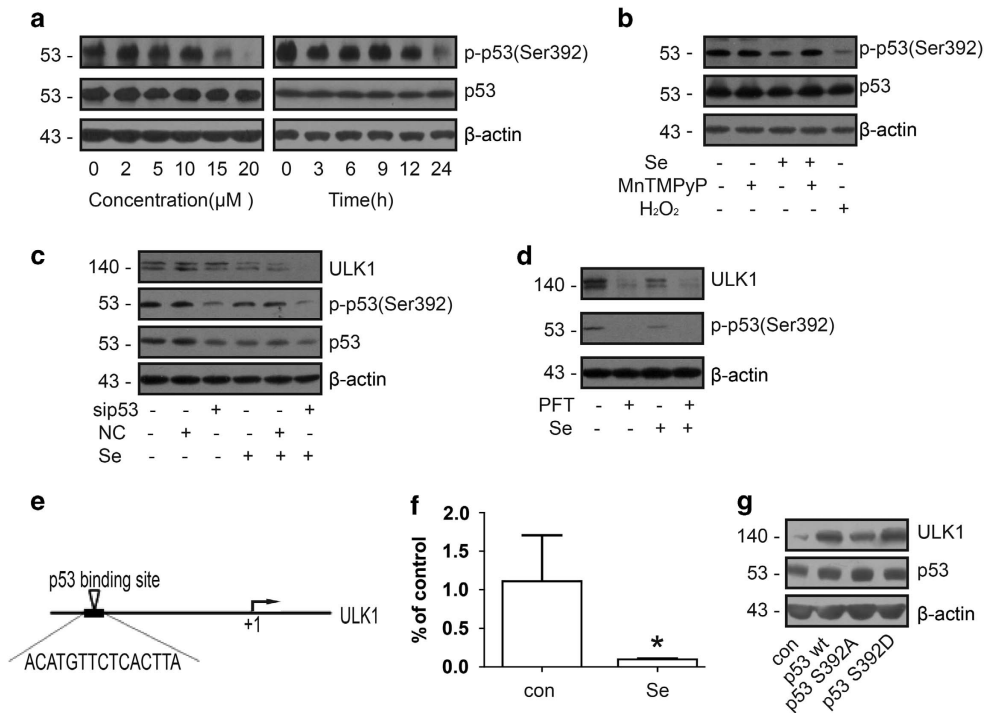 a
53 -
p-p53(Ser392)
53 -
p53
43 -
β-actin
0 2 5 10 15 20 0 3 6 9 12 24
Concentration(μM )
Time(h)
b
53 -
p-p53(Ser392)
53 -
p53
43 -
β-actin
Se - - + + -
MnTMPyP - + - + -
H₂O₂ - - - - +
c
140 -
ULK1
53 -
p-p53(Ser392)
53 -
p53
43 -
β-actin
sip53 - - + - - +
NC - + - - + -
Se - - - + + +
d
140 -
ULK1
53 -
p-p53(Ser392)
43 -
β-actin
PFT - + - +
Se - - + +
e
p53 binding site
+1
ULK1
ACATGTTCTCACTTA
f
% of control
2.0
1.5
1.0
0.5
0.0
*
con Se
g
140 -
ULK1
53 -
p53
43 -
β-actin
con
p53 wt
p53 S392A
p53 S392D